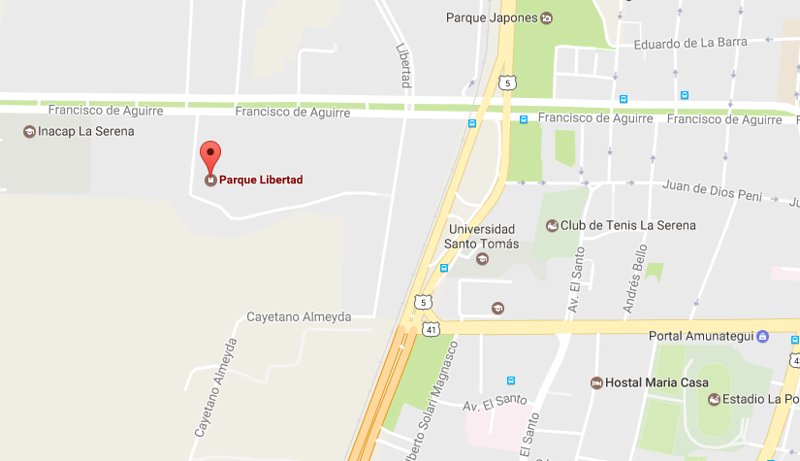 Parque Japones
Eduardo de La Barra
Libertad
5
Francisco de Aguirre
Francisco de Aguirre
Francisco de Aguirre
Francisco de Aguirre
Inacap La Serena
Parque Libertad
Juan de Dios Peni
Ju
Universidad
Santo Tomás
Club de Tenis La Serena
Av. El Santo
Andrés Bello
5
41
Cayetano Almeyda
Portal Amunategui
Cayetano Almeyda
lberto Solari Magnasco
Hostal Maria Casa
Av. El Santo
El Santo
Estadio La Po